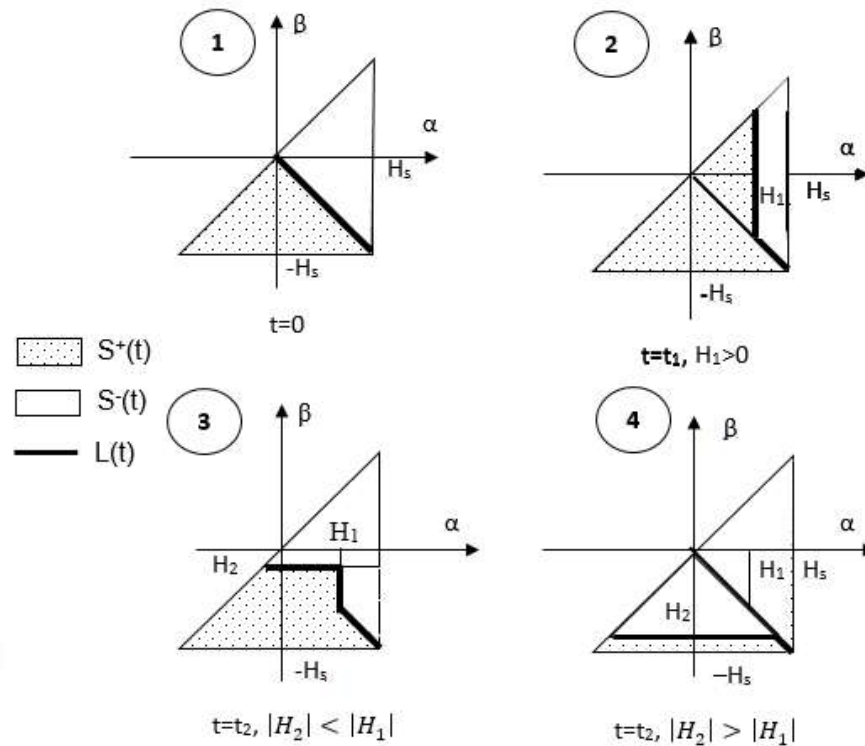 1
β
α
Hₛ
-Hₛ
t=0
2
β
α
H₁
Hₛ
-Hₛ
t=t₁, H₁>0
S⁺(t)
S⁻(t)
L(t)
3
β
α
H₁
H₂
-Hₛ
t=t₂, |H₂| < |H₁|
4
β
α
H₁
Hₛ
H₂
−Hₛ
t=t₂, |H₂| > |H₁|